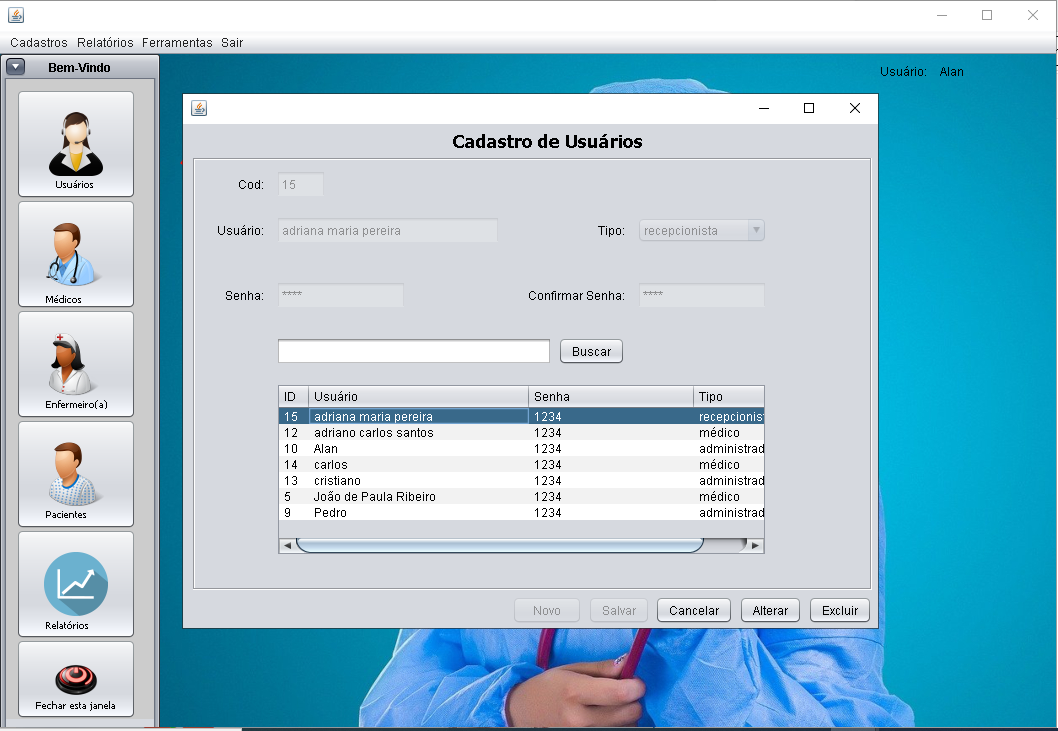 Cadastros Relatórios Ferramentas Sair
Bem-Vindo
Usuário: Alan
Usuários
Médicos
Enfermeiro(a)
Pacientes
Relatórios
Fechar esta janela
Cadastro de Usuários
Cod: 15
Usuário: adriana maria pereira Tipo: recepcionista
Senha: **** Confirmar Senha: ****
Buscar
ID Usuário Senha Tipo
15 adriana maria pereira 1234 recepcionist
12 adriano carlos santos 1234 médico
10 Alan 1234 administrad
14 carlos 1234 médico
13 cristiano 1234 administrad
5 João de Paula Ribeiro 1234 médico
9 Pedro 1234 administrad
Novo Salvar Cancelar Alterar Excluir